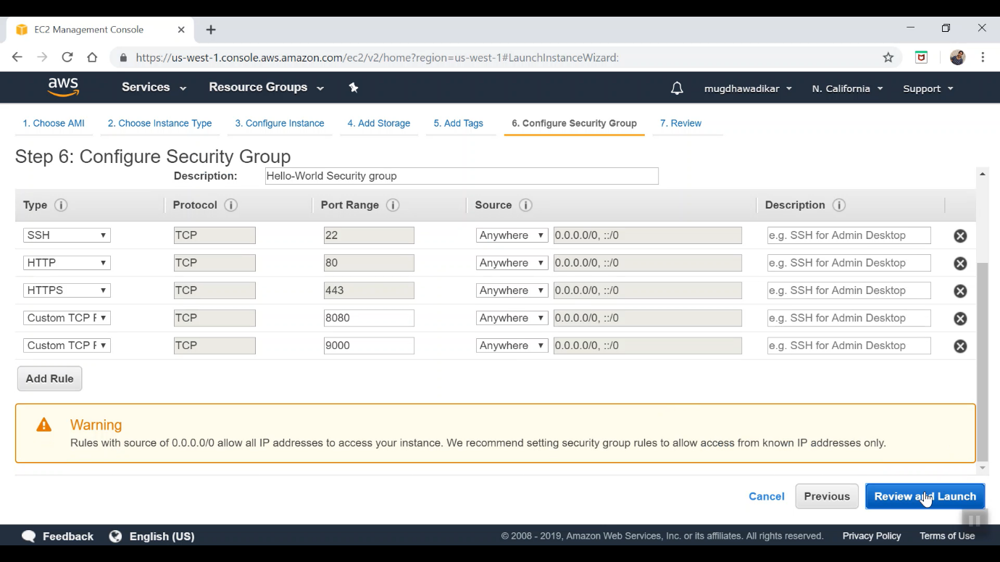 EC2 Management Console
https://us-west-1.console.aws.amazon.com/ec2/v2/home?region=us-west-1#LaunchInstanceWizard:
aws Services Resource Groups mugdhawadikar N. California Support
1. Choose AMI 2. Choose Instance Type 3. Configure Instance 4. Add Storage 5. Add Tags 6. Configure Security Group 7. Review
Step 6: Configure Security Group
Description: Hello-World Security group
Type i Protocol i Port Range i Source i Description i
SSH TCP 22 Anywhere 0.0.0.0/0, ::/0 e.g. SSH for Admin Desktop
HTTP TCP 80 Anywhere 0.0.0.0/0, ::/0 e.g. SSH for Admin Desktop
HTTPS TCP 443 Anywhere 0.0.0.0/0, ::/0 e.g. SSH for Admin Desktop
Custom TCP F TCP 8080 Anywhere 0.0.0.0/0, ::/0 e.g. SSH for Admin Desktop
Custom TCP F TCP 9000 Anywhere 0.0.0.0/0, ::/0 e.g. SSH for Admin Desktop
Add Rule
Warning
Rules with source of 0.0.0.0/0 allow all IP addresses to access your instance. We recommend setting security group rules to allow access from known IP addresses only.
Cancel Previous Review and Launch
Feedback English (US) © 2008 - 2019, Amazon Web Services, Inc. or its affiliates. All rights reserved. Privacy Policy Terms of Use